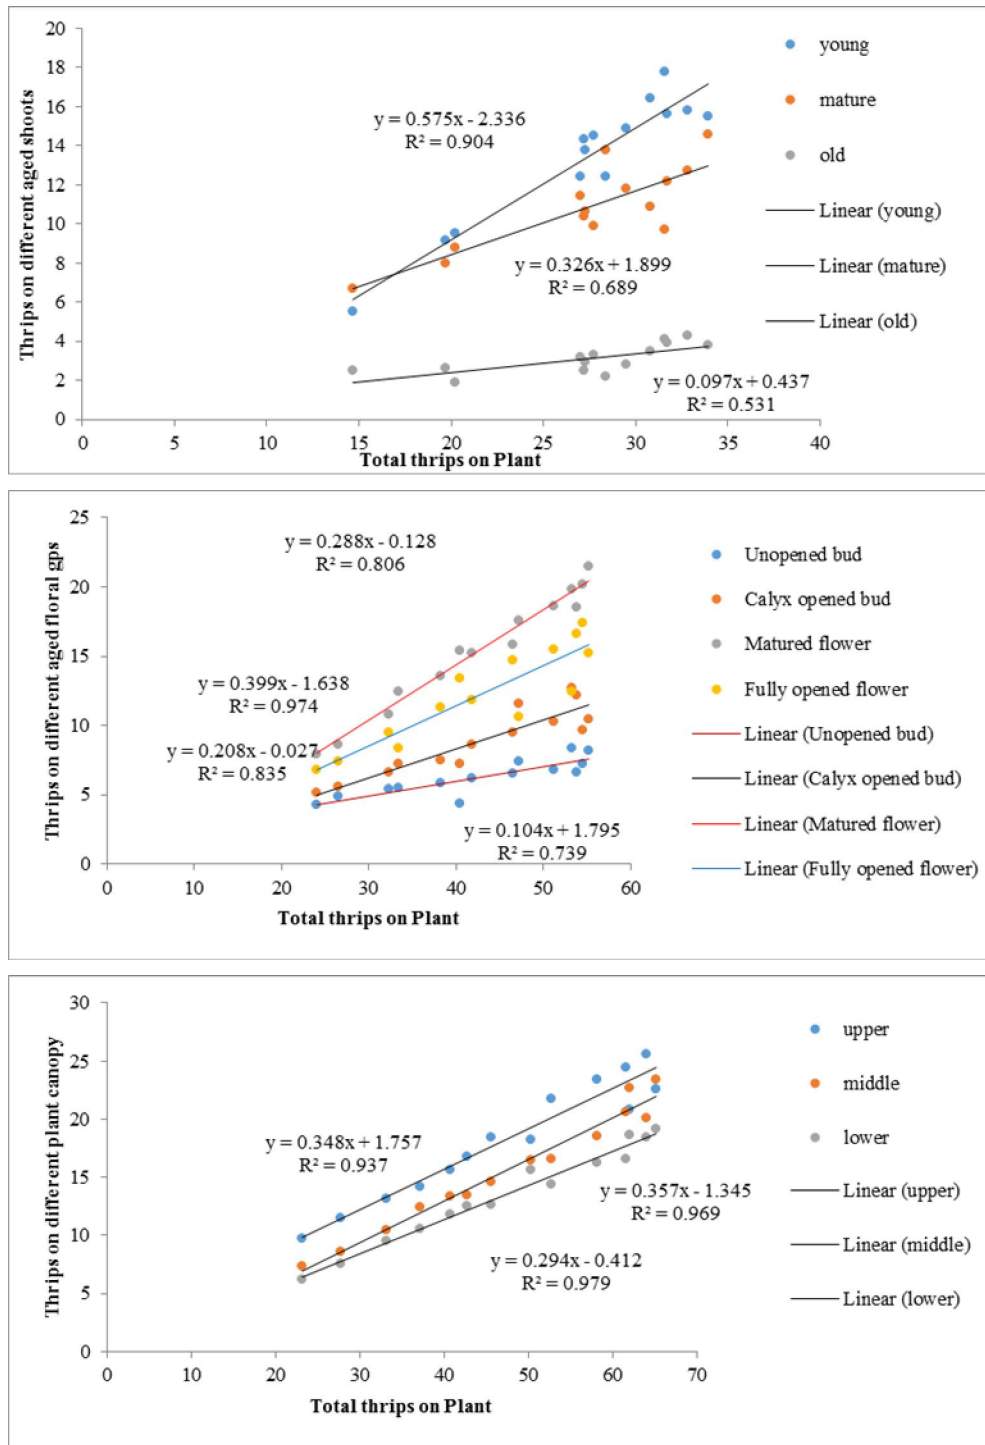 Thrips on different aged shoots
20
18
16
14
12
10
8
6
4
2
0
y = 0.575x - 2.336
R² = 0.904
y = 0.326x + 1.899
R² = 0.689
y = 0.097x + 0.437
R² = 0.531
0 5 10 15 20 25 30 35 40
Total thrips on Plant
young
mature
old
Linear (young)
Linear (mature)
Linear (old)
Thrips on different aged floral gps
25
20
15
10
5
0
y = 0.288x - 0.128
R² = 0.806
y = 0.399x - 1.638
R² = 0.974
y = 0.208x - 0.027
R² = 0.835
y = 0.104x + 1.795
R² = 0.739
0 10 20 30 40 50 60
Total thrips on Plant
Unopened bud
Calyx opened bud
Matured flower
Fully opened flower
Linear (Unopened bud)
Linear (Calyx opened bud)
Linear (Matured flower)
Linear (Fully opened flower)
Thrips on different plant canopy
30
25
20
15
10
5
0
y = 0.348x + 1.757
R² = 0.937
y = 0.357x - 1.345
R² = 0.969
y = 0.294x - 0.412
R² = 0.979
0 10 20 30 40 50 60 70
Total thrips on Plant
upper
middle
lower
Linear (upper)
Linear (middle)
Linear (lower)